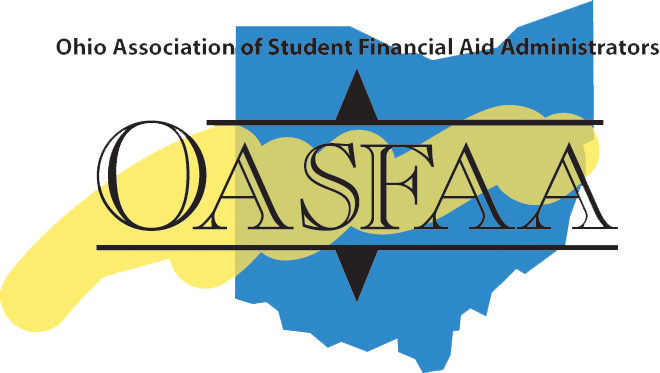 Ohio Association of Student Financial Aid Administrators
OASFAA